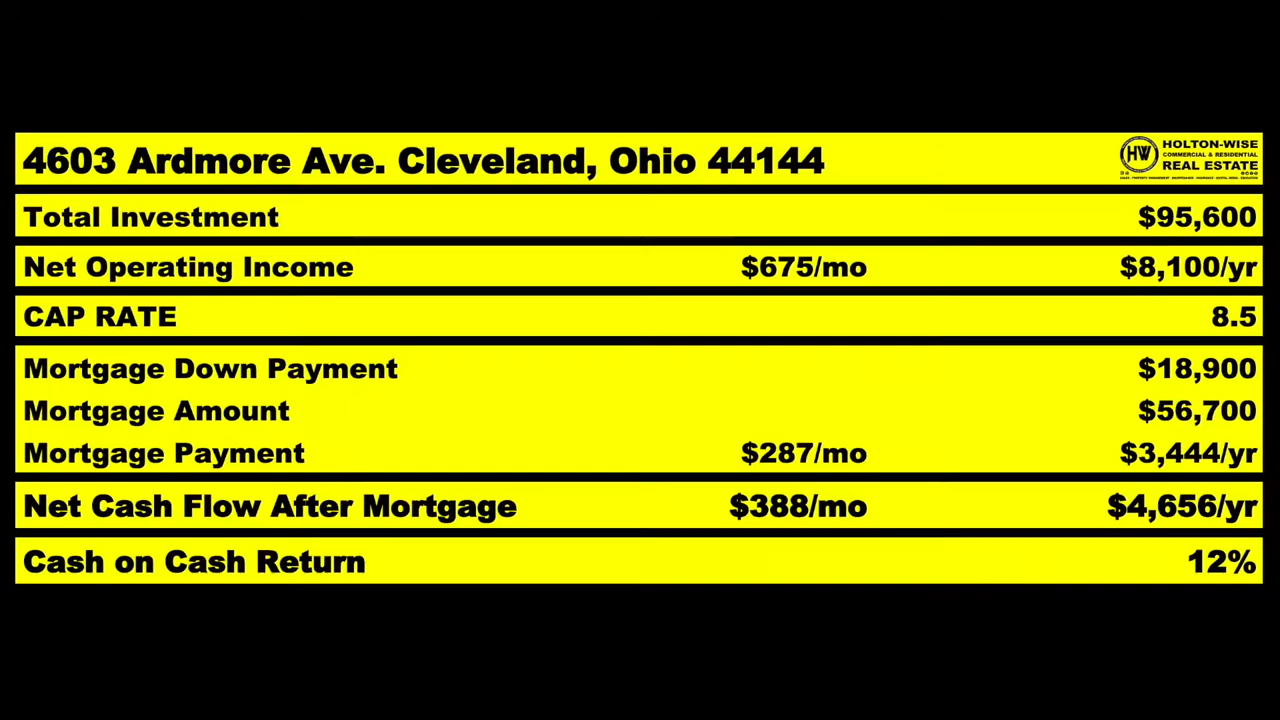 4603 Ardmore Ave. Cleveland, Ohio 44144
HW
HOLTON-WISE
COMMERCIAL & RESIDENTIAL
REAL ESTATE
Total Investment $95,600
Net Operating Income $675/mo $8,100/yr
CAP RATE 8.5
Mortgage Down Payment $18,900
Mortgage Amount $56,700
Mortgage Payment $287/mo $3,444/yr
Net Cash Flow After Mortgage $388/mo $4,656/yr
Cash on Cash Return 12%